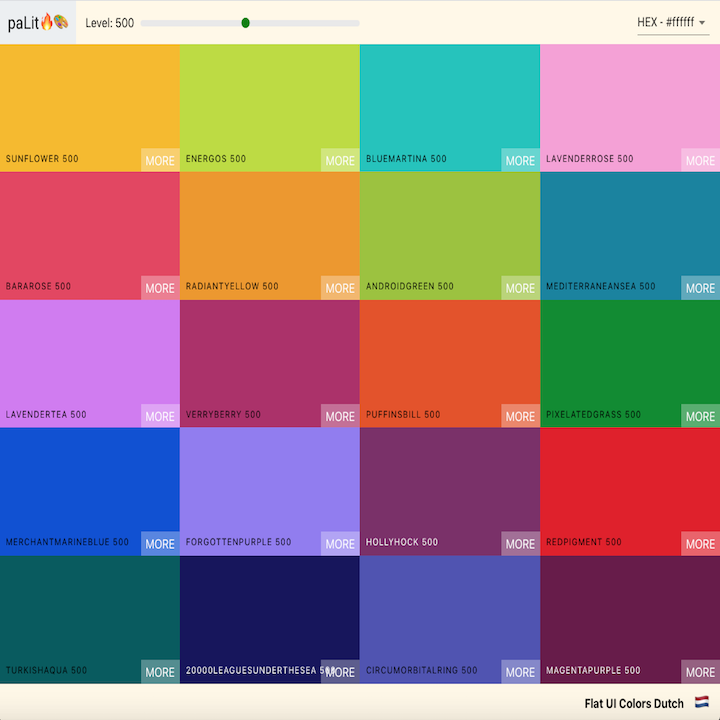 paLit🔥🎨 Level: 500 HEX - #ffffff
SUNFLOWER 500 MORE ENERGOS 500 MORE BLUEMARTINA 500 MORE LAVENDERROSE 500 MORE
BARAROSE 500 MORE RADIANTYELLOW 500 MORE ANDROIDGREEN 500 MORE MEDITERRANEANSEA 500 MORE
LAVENDERTEA 500 MORE VERRYBERRY 500 MORE PUFFINSBILL 500 MORE PIXELATEDGRASS 500 MORE
MERCHANTMARINEBLUE 500 MORE FORGOTTENPURPLE 500 MORE HOLLYHOCK 500 MORE REDPIGMENT 500 MORE
TURKISHAQUA 500 MORE 20000LEAGUESUNDERTHESEA 500 MORE CIRCUMORBITALRING 500 MORE MAGENTAPURPLE 500 MORE
Flat UI Colors Dutch 🇳🇱